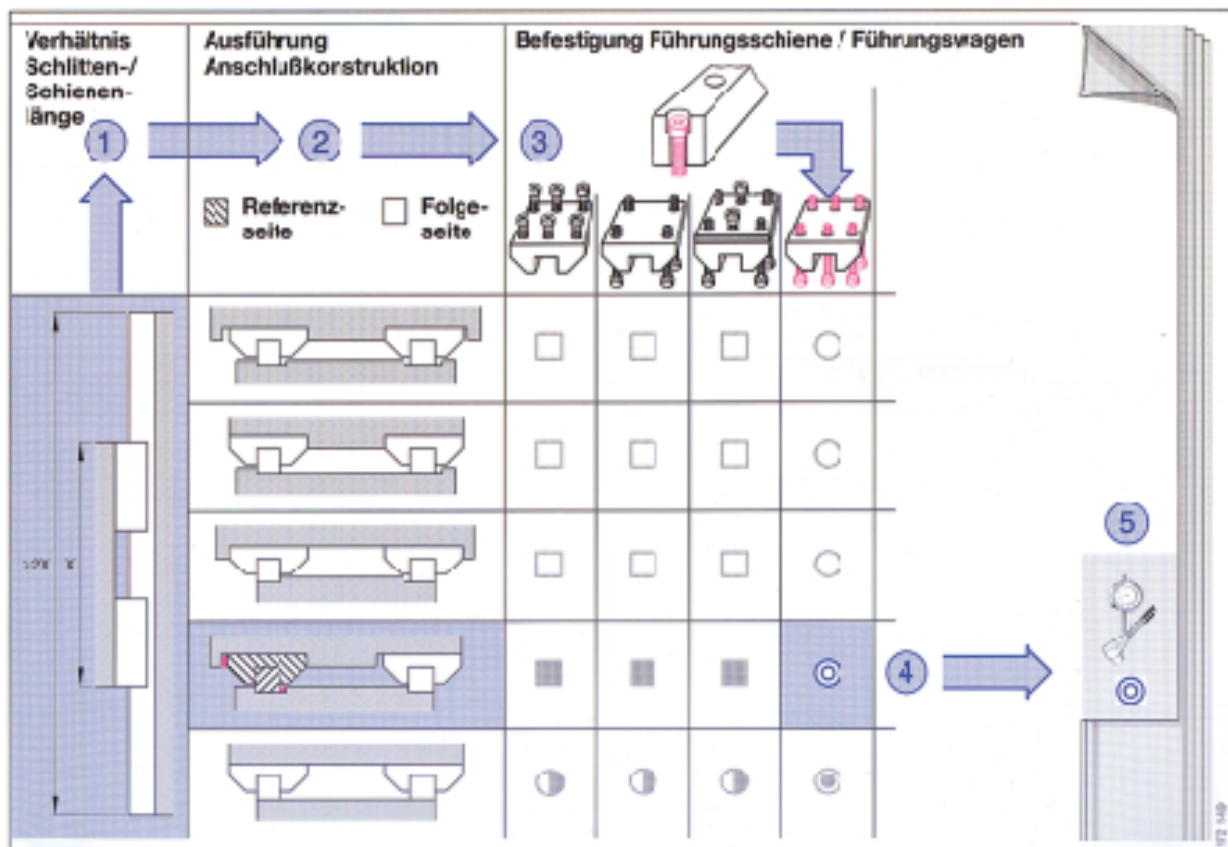 Verhältnis
Schlitten-/
Schienen-
länge
1
Ausführung
Anschlußkonstruktion
2
Referenz-
seite
Folge-
seite
Befestigung Führungsschiene / Führungswagen
3
4
5